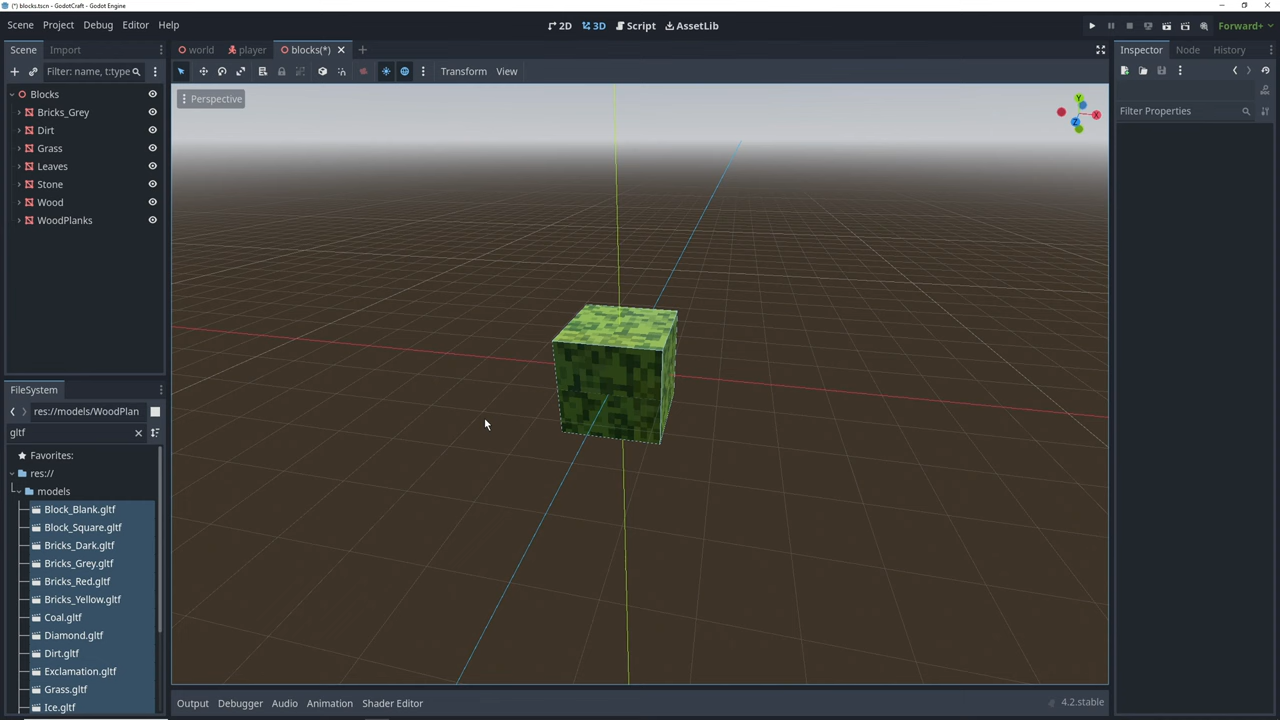 (*) blocks.tscn - GodotCraft - Godot Engine
Scene Project Debug Editor Help
2D 3D Script AssetLib
Forward+
Scene Import
world player blocks(*)
Inspector Node History
Filter: name, t:type
Transform View
Perspective
Y
X
Z
Filter Properties
Blocks
Bricks_Grey
Dirt
Grass
Leaves
Stone
Wood
WoodPlanks
FileSystem
res://models/WoodPlan
gltf
Favorites:
res://
models
Block_Blank.gltf
Block_Square.gltf
Bricks_Dark.gltf
Bricks_Grey.gltf
Bricks_Red.gltf
Bricks_Yellow.gltf
Coal.gltf
Diamond.gltf
Dirt.gltf
Exclamation.gltf
Grass.gltf
Ice.gltf
Output Debugger Audio Animation Shader Editor
4.2.stable